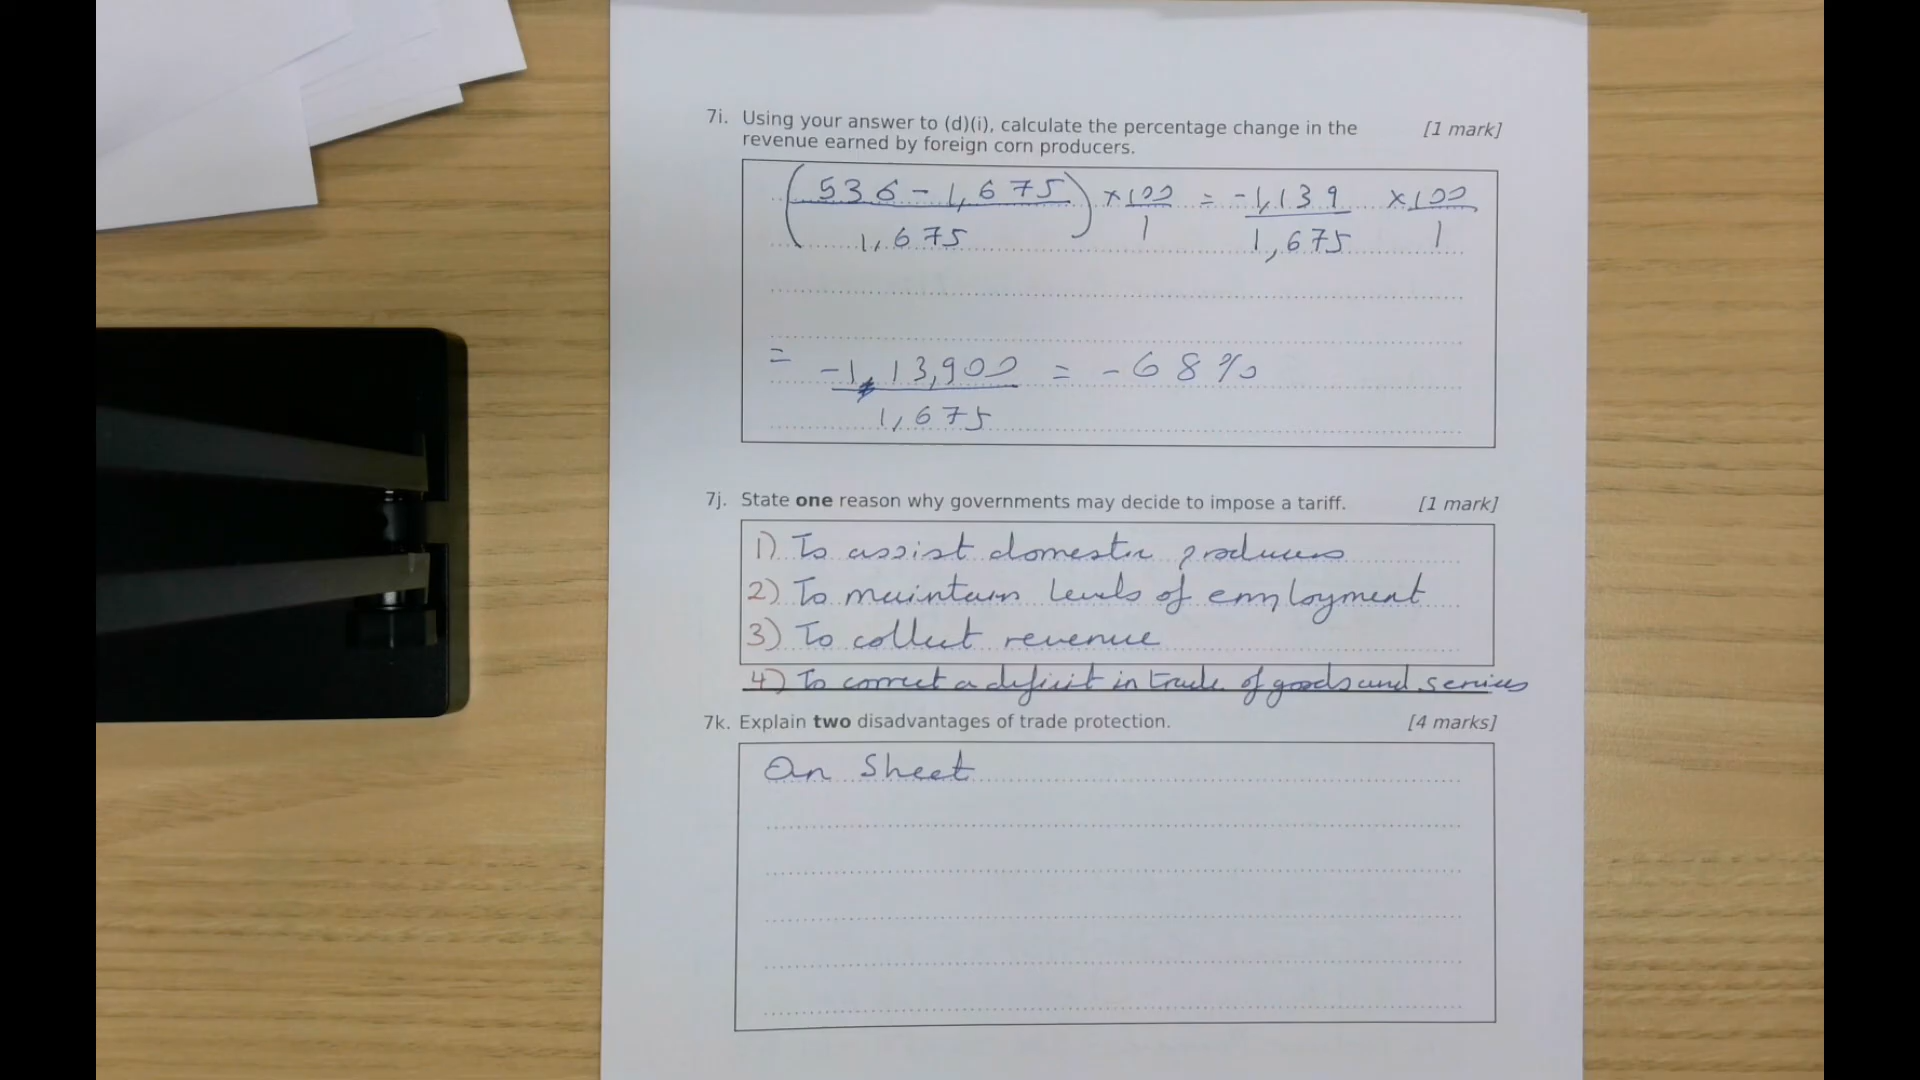 7i. Using your answer to (d)(i), calculate the percentage change in the [1 mark]
revenue earned by foreign corn producers.
(536 - 1,675 / 1,675) × 100/1 = -1,139/1,675 × 100/1
= -1,13,900/1,675 = -68%
7j. State one reason why governments may decide to impose a tariff. [1 mark]
1) To assist domestic producers
2) To maintain levels of employment
3) To collect revenue
4) To correct a deficit in trade of goods and services
7k. Explain two disadvantages of trade protection. [4 marks]
On Sheet